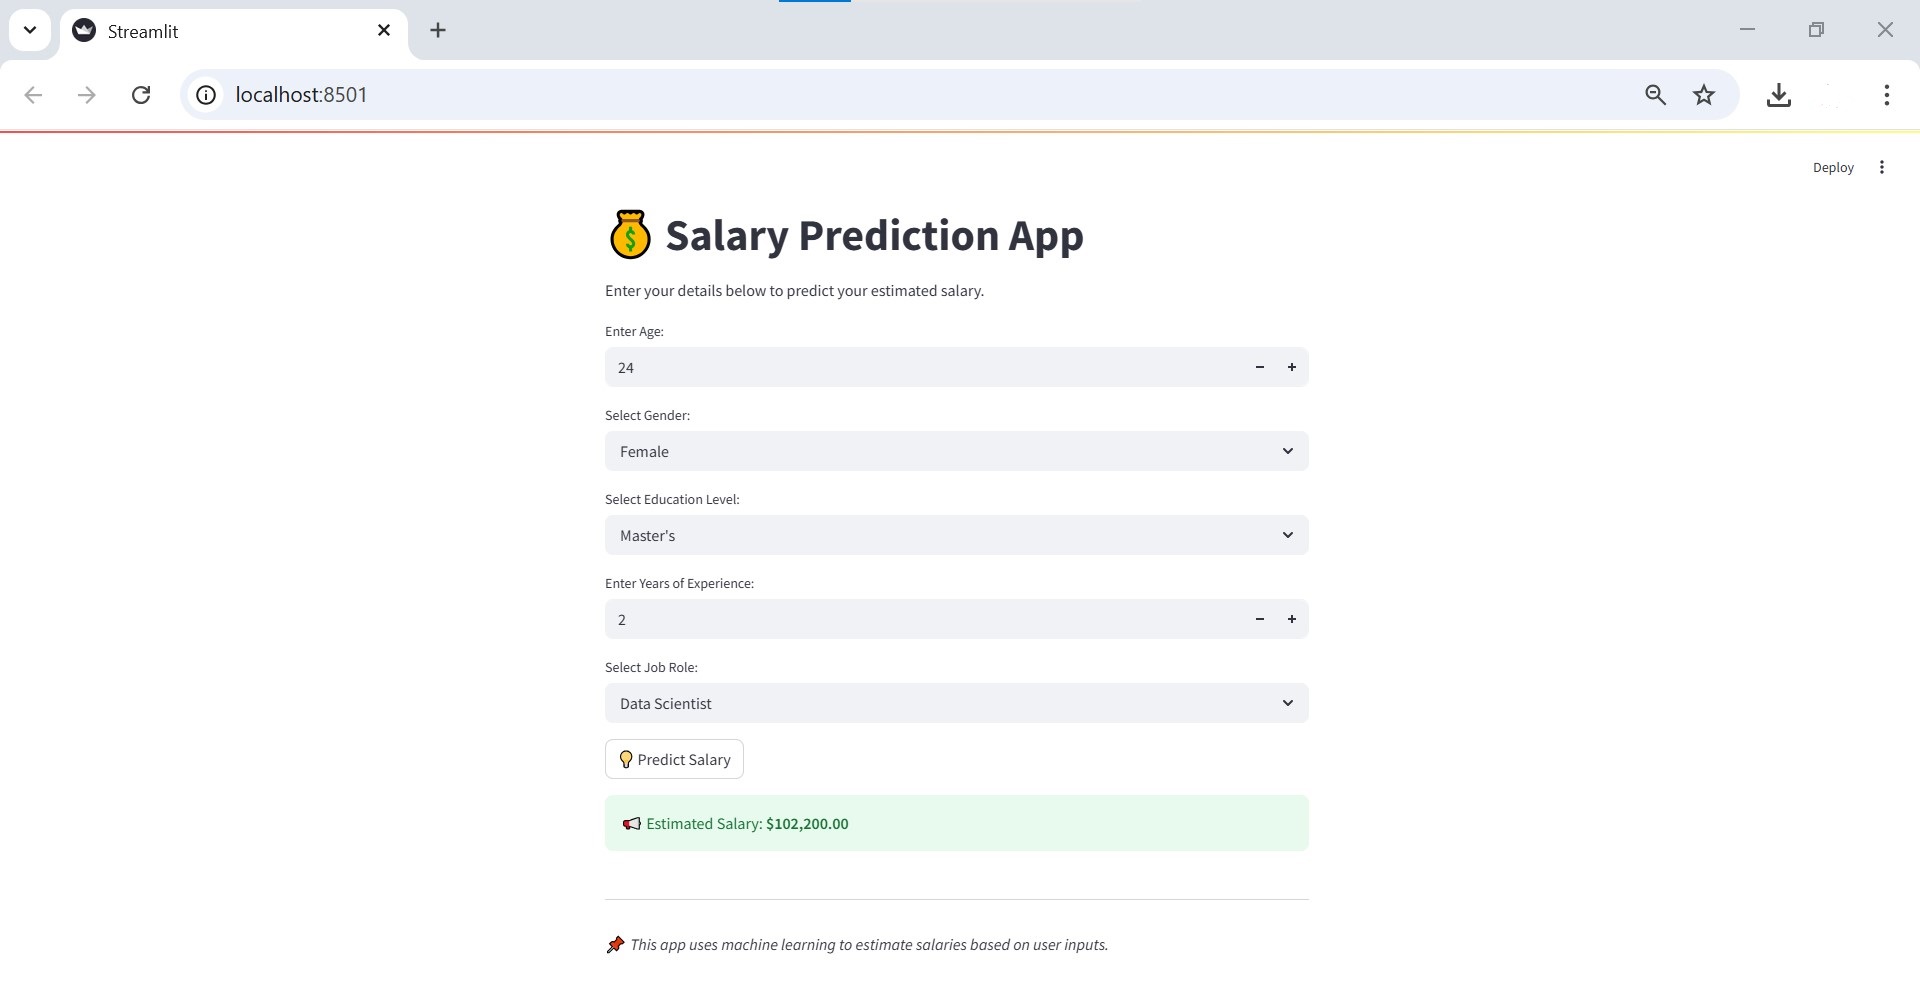 Streamlit
localhost:8501
Deploy
Salary Prediction App
Enter your details below to predict your estimated salary.
Enter Age:
24
Select Gender:
Female
Select Education Level:
Master's
Enter Years of Experience:
2
Select Job Role:
Data Scientist
Predict Salary
Estimated Salary: $102,200.00
This app uses machine learning to estimate salaries based on user inputs.